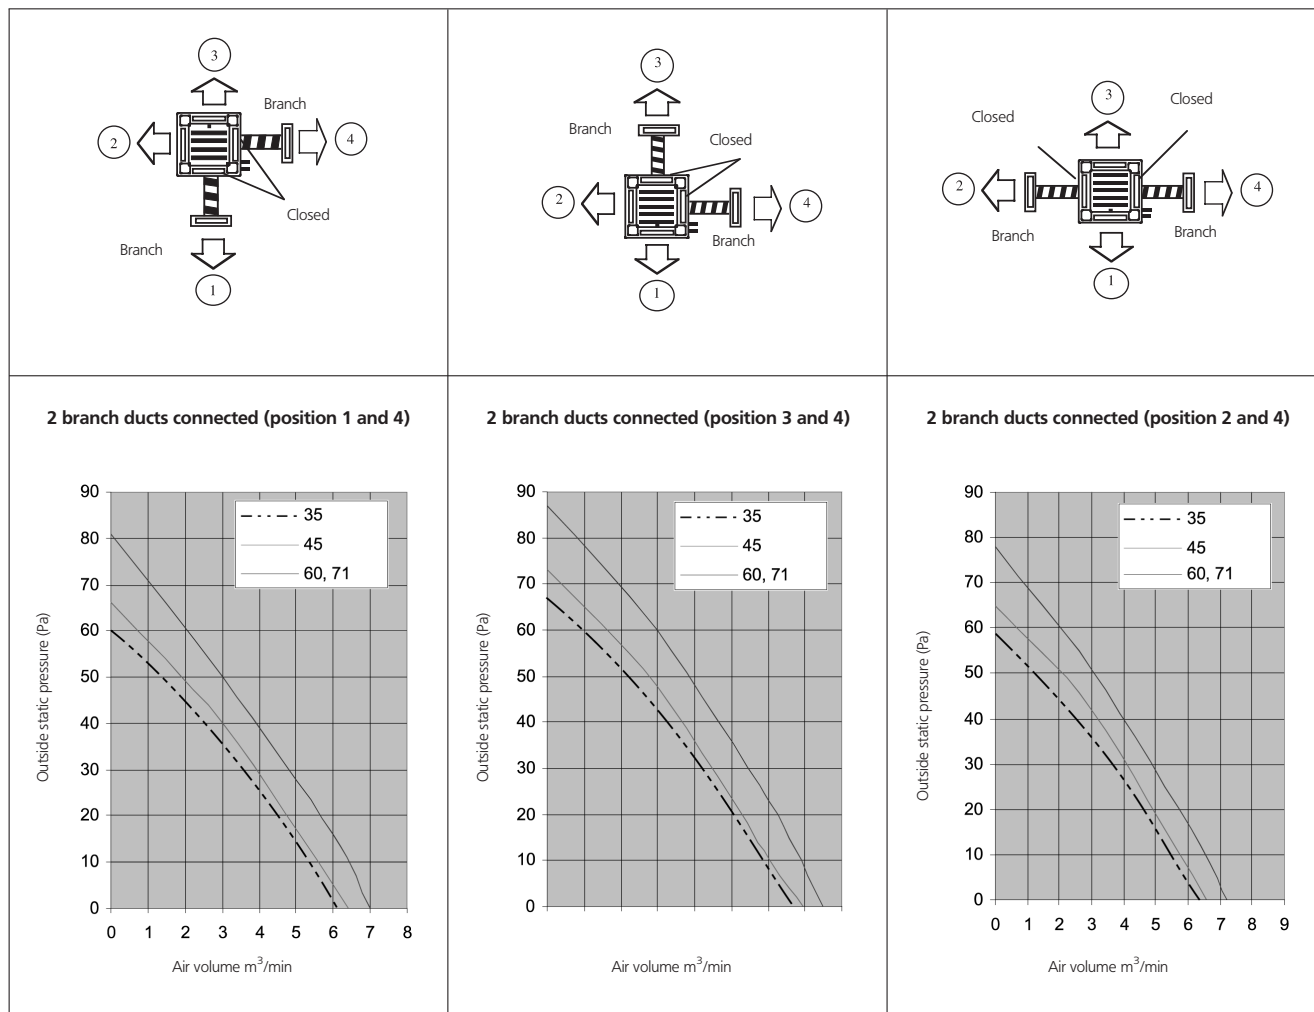 3
Branch
2
4
Closed
Branch
1
3
Branch
Closed
2
4
Branch
1
3
Closed
Closed
2
4
Branch
Branch
1
2 branch ducts connected (position 1 and 4)
90
80
70
60
50
40
30
20
10
0
35
45
60, 71
Outside static pressure (Pa)
0 1 2 3 4 5 6 7 8
Air volume m³/min
2 branch ducts connected (position 3 and 4)
90
80
70
60
50
40
30
20
10
0
35
45
60, 71
Outside static pressure (Pa)
Air volume m³/min
2 branch ducts connected (position 2 and 4)
90
80
70
60
50
40
30
20
10
0
35
45
60, 71
Outside static pressure (Pa)
0 1 2 3 4 5 6 7 8 9
Air volume m³/min